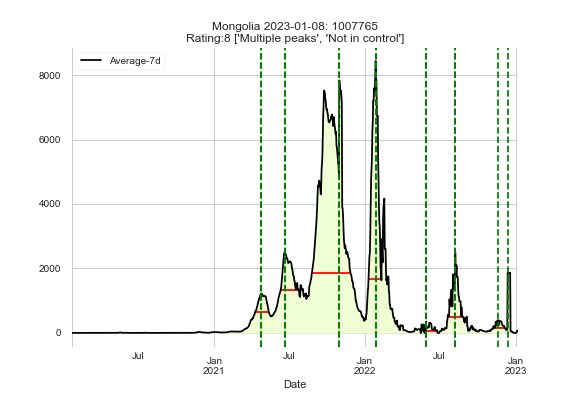 Mongolia 2023-01-08: 1007765
Rating:8 ['Multiple peaks', 'Not in control']
Average-7d
8000
6000
4000
2000
0
Jul
Jan
2021
Jul
Jan
2022
Jul
Jan
2023
Date